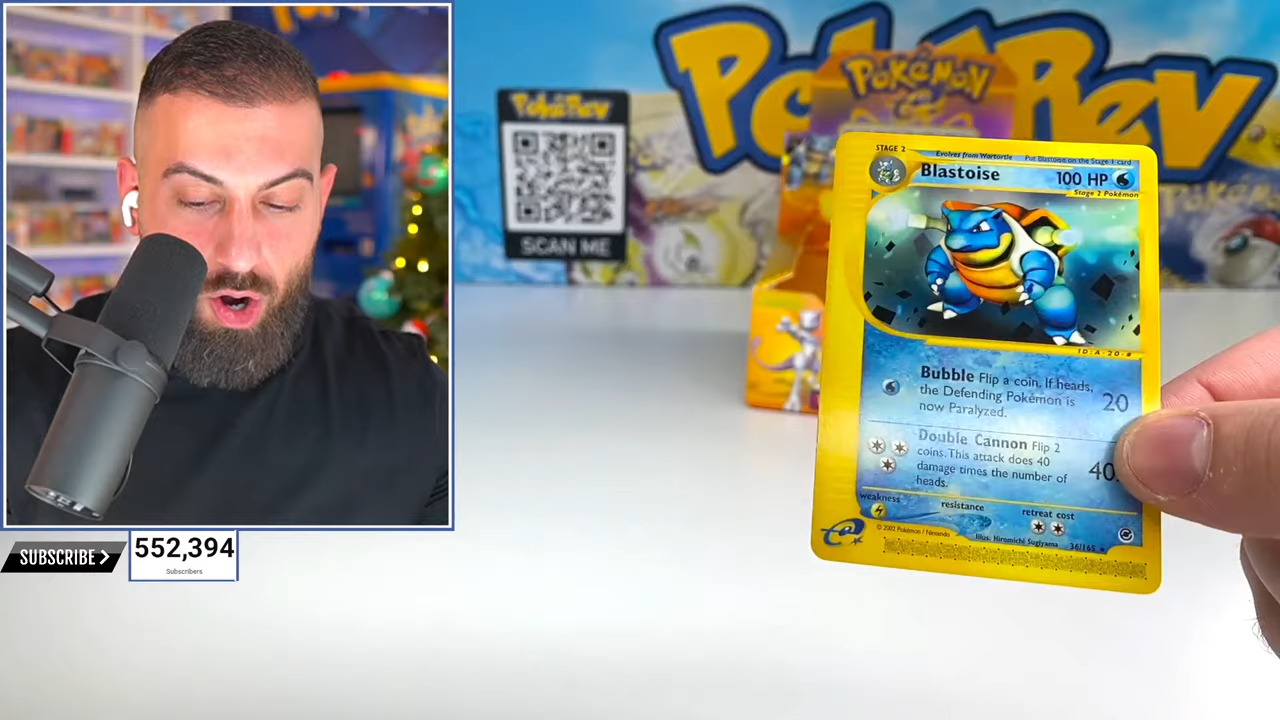 PokéRev
POKÉMON
PokéRev
SCAN ME
STAGE 2
Evolves from Wartortle
Put Blastoise on the Stage 1 card
Blastoise
100 HP
Stage 2 Pokémon
Bubble Flip a coin. If heads,
the Defending Pokémon is
now Paralyzed.
20
Double Cannon Flip 2
coins. This attack does 40
damage times the number of
heads.
40
weakness
resistance
retreat cost
© 2002 Pokémon / Nintendo
Illus. Hiromichi Sugiyama
36/165
SUBSCRIBE >
552,394
Subscribers